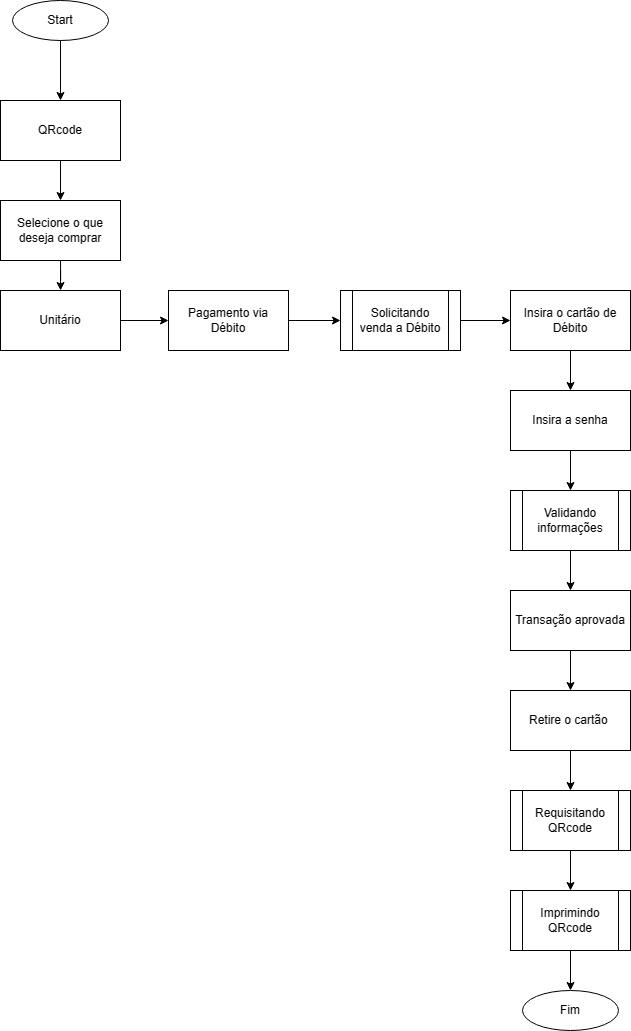 Start
QRcode
Selecione o que
deseja comprar
Unitário
Pagamento via
Débito
Solicitando
venda a Débito
Insira o cartão de
Débito
Insira a senha
Validando
informações
Transação aprovada
Retire o cartão
Requisitando
QRcode
Imprimindo
QRcode
Fim